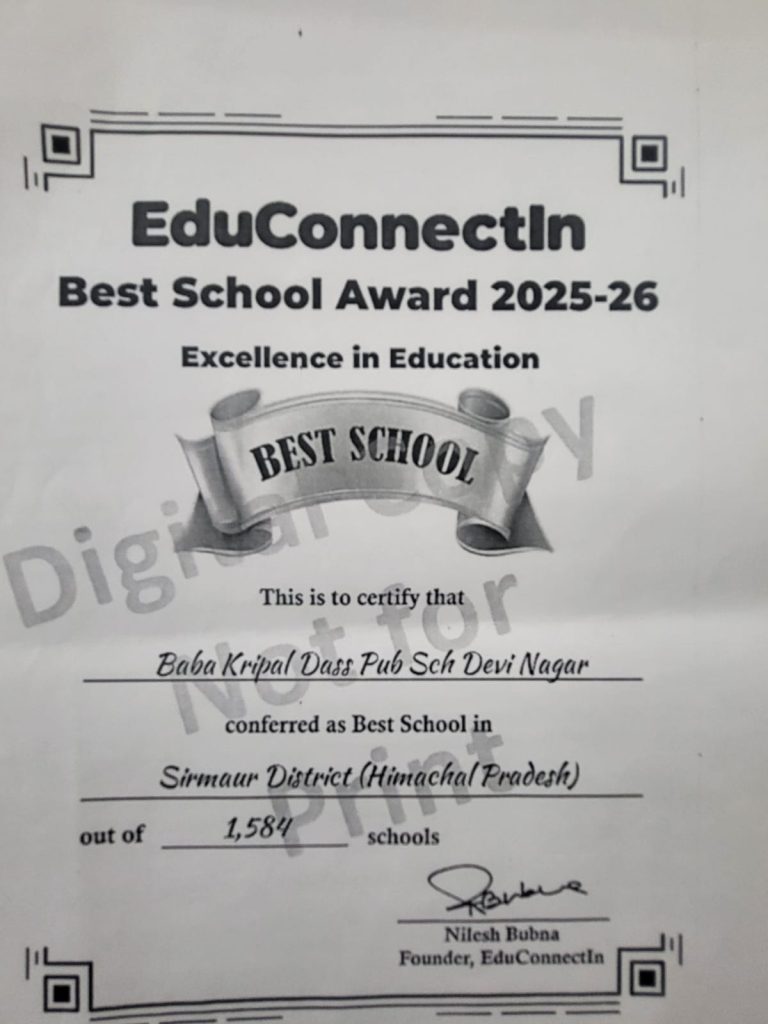 EduConnectIn
Best School Award 2025-26
Excellence in Education
BEST SCHOOL
Digital Copy
This is to certify that
Not for
Baba Kripal Dass Pub Sch Devi Nagar
conferred as Best School in
Print
Sirmaur District (Himachal Pradesh)
out of 1,584 schools
Bubna
Nilesh Bubna
Founder, EduConnectIn